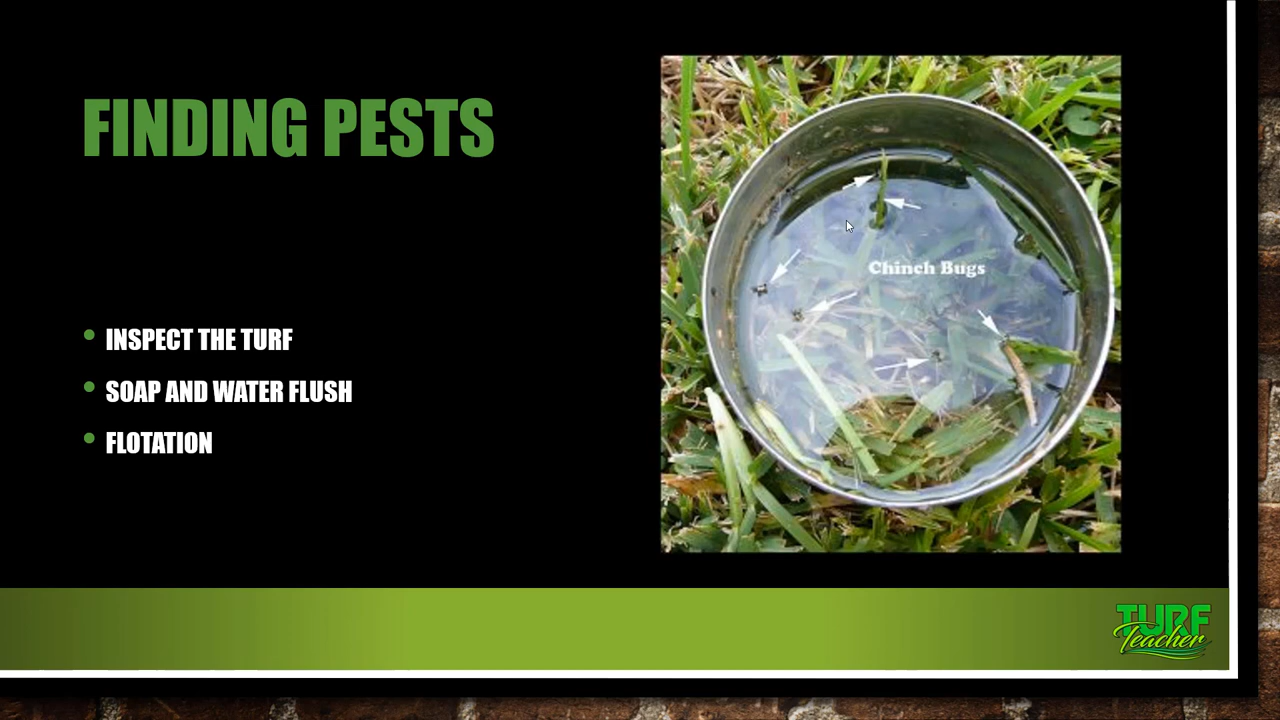 FINDING PESTS
INSPECT THE TURF
SOAP AND WATER FLUSH
FLOTATION
Chinch Bugs
TURF
Teacher